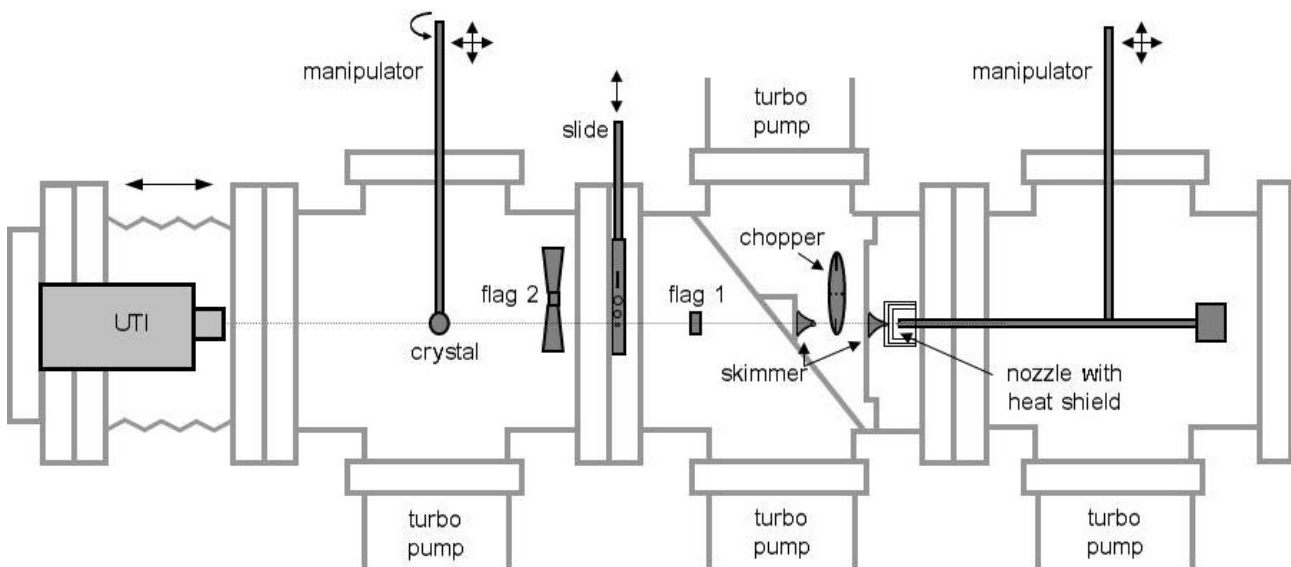 manipulator
manipulator
slide
turbo
pump
chopper
flag 2
flag 1
UTI
crystal
skimmer
nozzle with
heat shield
turbo
pump
turbo
pump
turbo
pump